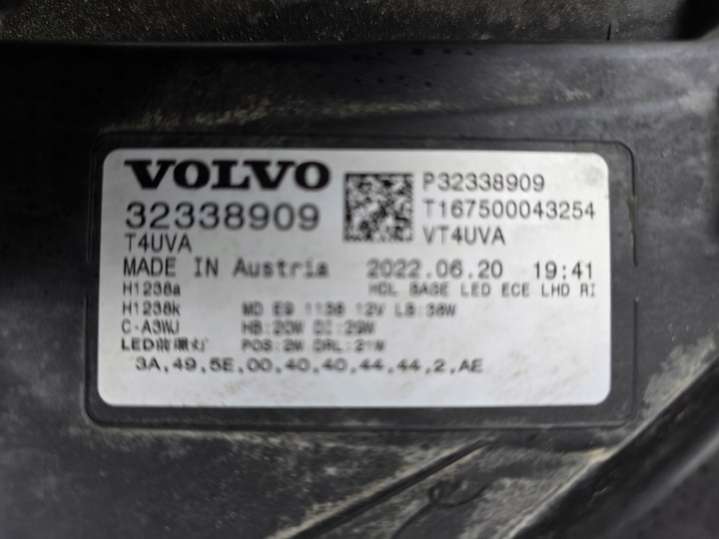 VOLVO
32338909
T4UVA
P32338909
T167500043254
VT4UVA
MADE IN Austria 2022.06.20 19:41
H1238a HDL BASE LED ECE LHD RI
H1238k MD E9 1138 12V LB:38W
C-A3WJ HB:20W DI:29W
LED前照灯 POS:2W DRL:21W
3A,49,5E,00,40,40,44,44,2,AE